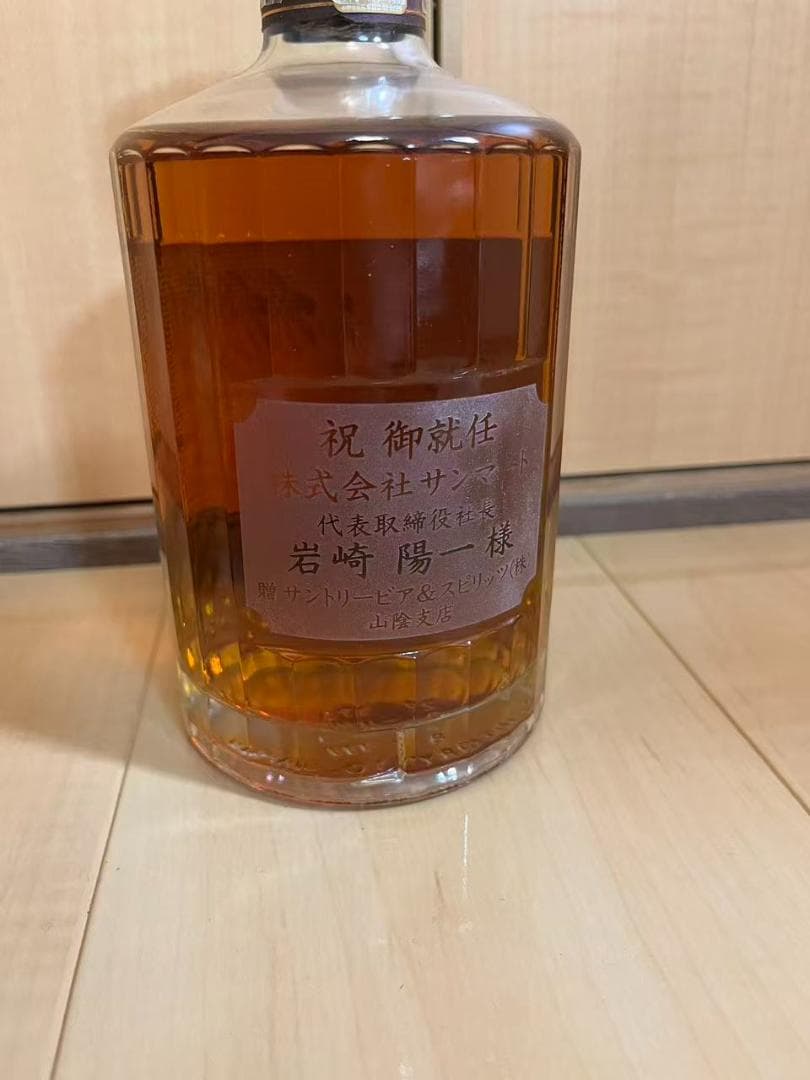 祝 御就任
株式会社サンマート
代表取締役社長
岩崎 陽一 様
贈 サントリービア&スピリッツ(株)
山陰支店